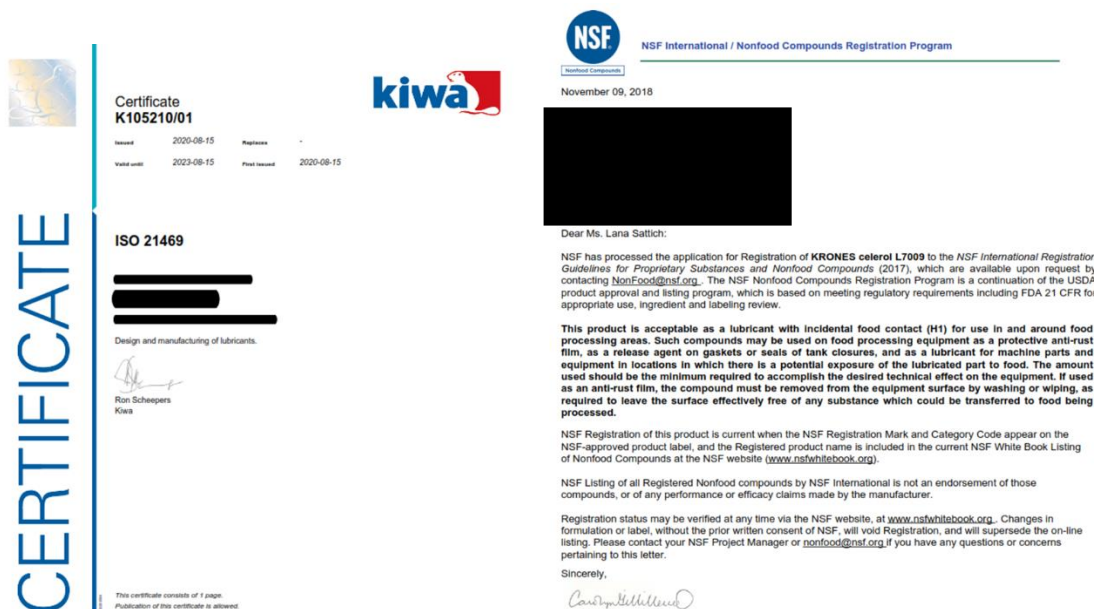 CERTIFICATE
kiwa
Certificate
K105210/01
Issued 2020-08-15 Replaces -
Valid until 2023-08-15 First issued 2020-08-15
ISO 21469
Design and manufacturing of lubricants.
Ron Scheepers
Kiwa
This certificate consists of 1 page.
Publication of this certificate is allowed.
NSF
Nonfood Compounds
NSF International / Nonfood Compounds Registration Program
November 09, 2018
Dear Ms. Lana Sattich:
NSF has processed the application for Registration of KRONES celerol L7009 to the NSF International Registration
Guidelines for Proprietary Substances and Nonfood Compounds (2017), which are available upon request by
contacting NonFood@nsf.org . The NSF Nonfood Compounds Registration Program is a continuation of the USDA
product approval and listing program, which is based on meeting regulatory requirements including FDA 21 CFR for
appropriate use, ingredient and labeling review.
This product is acceptable as a lubricant with incidental food contact (H1) for use in and around food
processing areas. Such compounds may be used on food processing equipment as a protective anti-rust
film, as a release agent on gaskets or seals of tank closures, and as a lubricant for machine parts and
equipment in locations in which there is a potential exposure of the lubricated part to food. The amount
used should be the minimum required to accomplish the desired technical effect on the equipment. If used
as an anti-rust film, the compound must be removed from the equipment surface by washing or wiping, as
required to leave the surface effectively free of any substance which could be transferred to food being
processed.
NSF Registration of this product is current when the NSF Registration Mark and Category Code appear on the
NSF-approved product label, and the Registered product name is included in the current NSF White Book Listing
of Nonfood Compounds at the NSF website (www.nsfwhitebook.org).
NSF Listing of all Registered Nonfood compounds by NSF International is not an endorsement of those
compounds, or of any performance or efficacy claims made by the manufacturer.
Registration status may be verified at any time via the NSF website, at www.nsfwhitebook.org . Changes in
formulation or label, without the prior written consent of NSF, will void Registration, and will supersede the on-line
listing. Please contact your NSF Project Manager or nonfood@nsf.org if you have any questions or concerns
pertaining to this letter.
Sincerely,